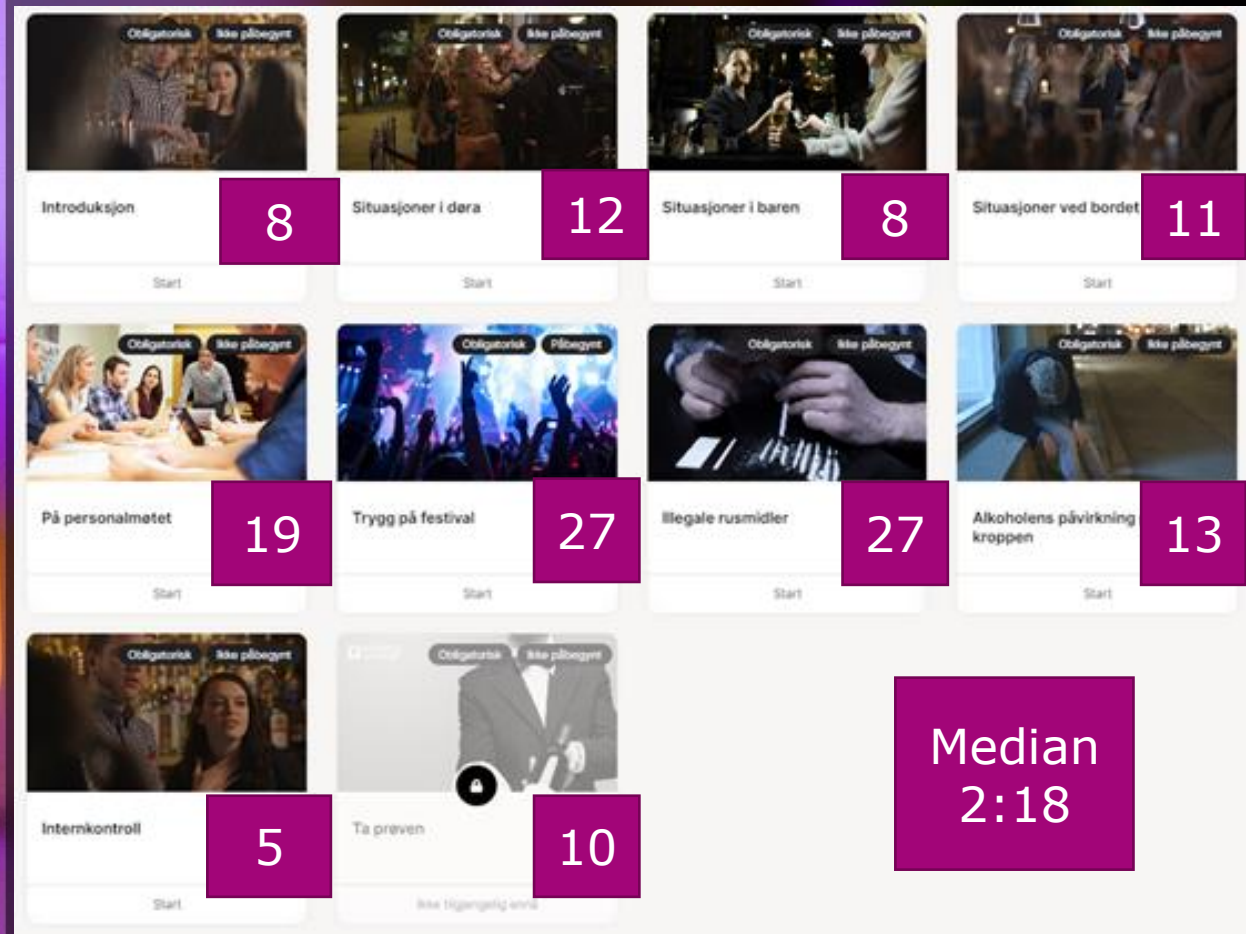 Obligatorisk Ikke påbegynt
Introduksjon
8
Start
Obligatorisk Ikke påbegynt
Situasjoner i døra
12
Start
Obligatorisk Ikke påbegynt
Situasjoner i baren
8
Start
Obligatorisk Ikke påbegynt
Situasjoner ved bordet
11
Start
Obligatorisk Ikke påbegynt
På personalmøtet
19
Start
Obligatorisk Påbegynt
Trygg på festival
27
Start
Obligatorisk Ikke påbegynt
Illegale rusmidler
27
Start
Obligatorisk Ikke påbegynt
Alkoholens påvirkning
kroppen
13
Start
Obligatorisk Ikke påbegynt
Internkontroll
5
Start
Obligatorisk Ikke påbegynt
Ta prøven
10
Ikke tilgjengelig ennå
Median
2:18